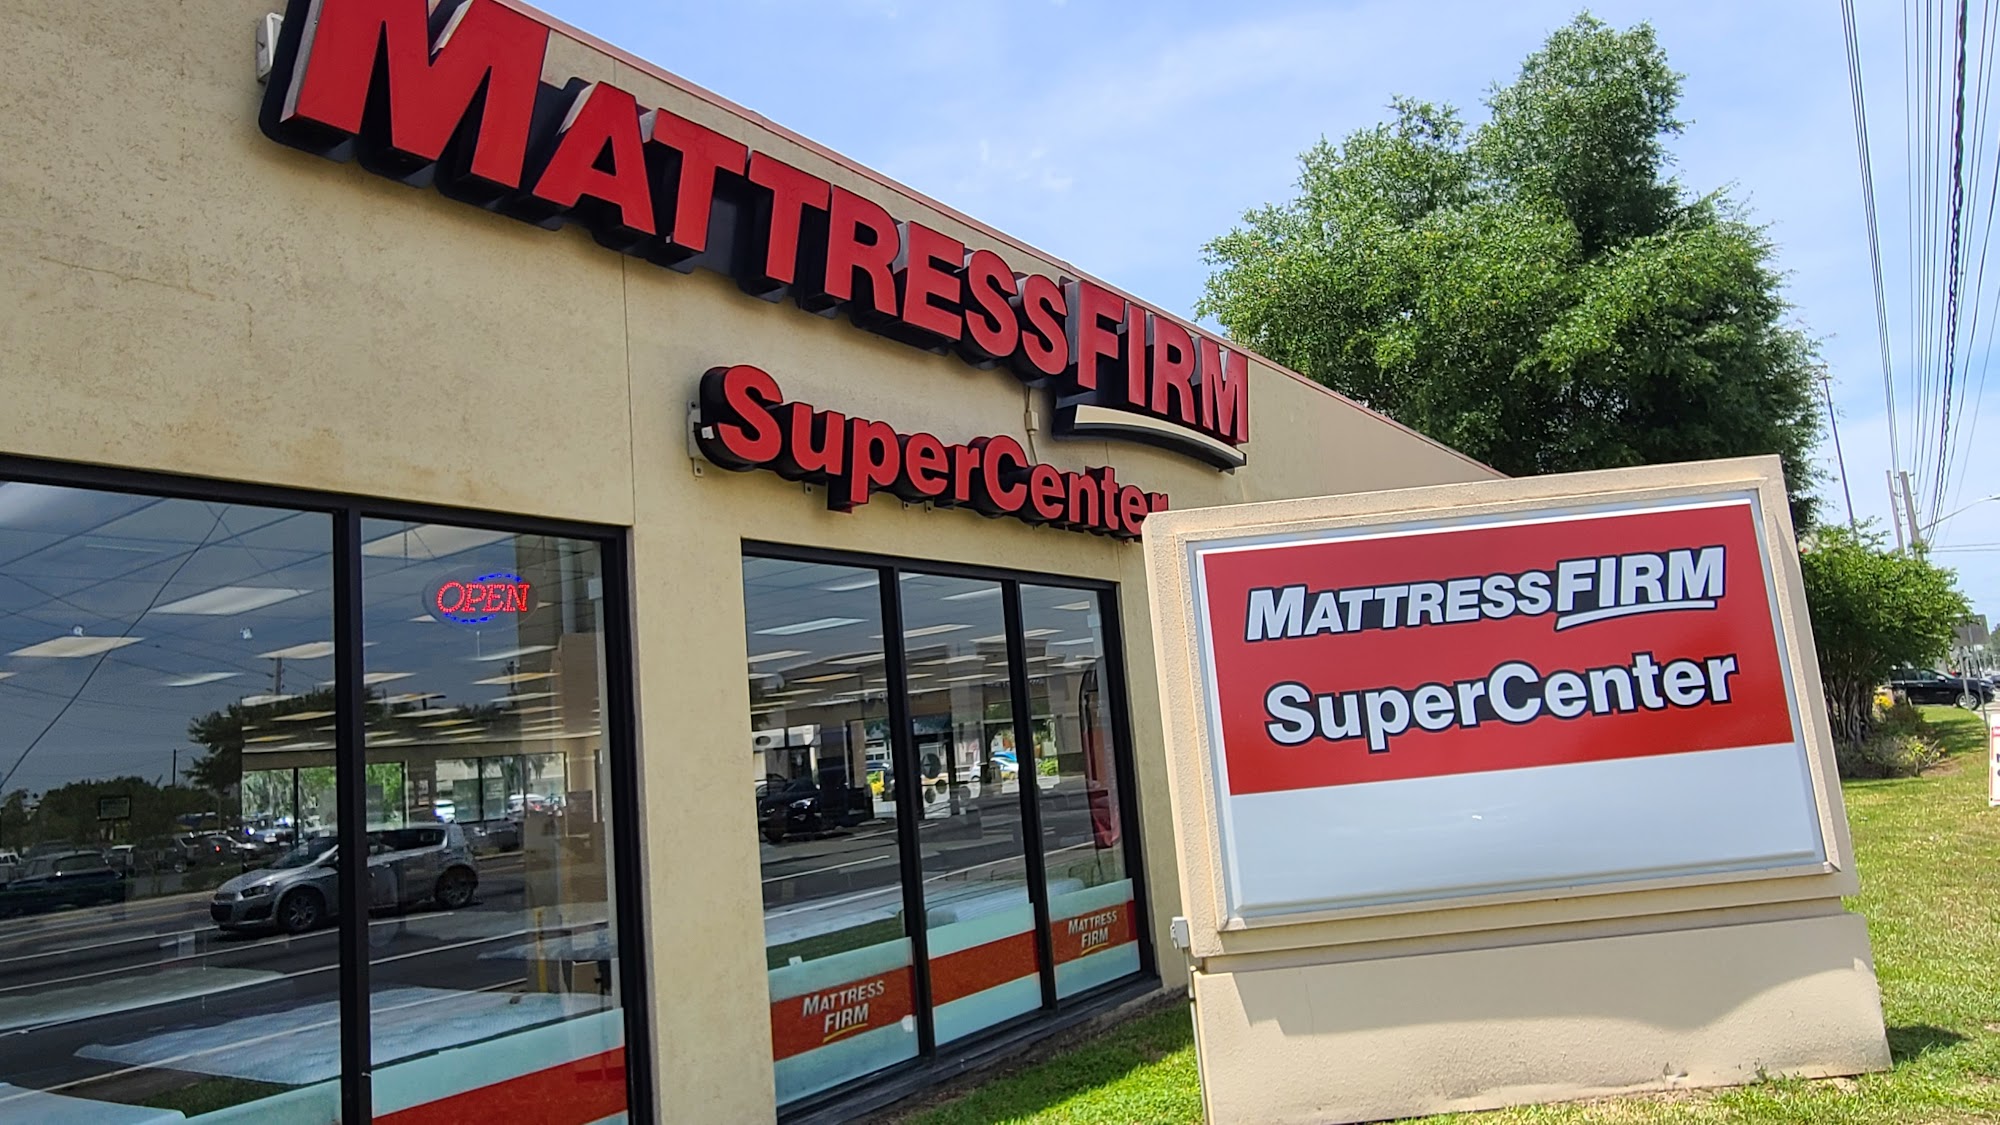 MATTRESSFIRM
SuperCenter
OPEN
MATTRESSFIRM
SuperCenter
MATTRESS
FIRM
MATTRESS
FIRM